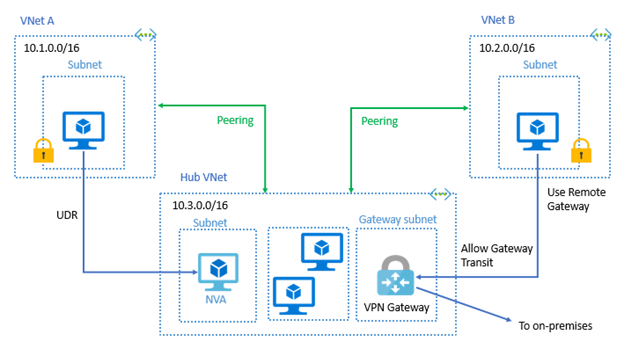 VNet A
VNet B
10.1.0.0/16
10.2.0.0/16
Subnet
Subnet
Peering
Peering
Hub VNet
Use Remote
Gateway
10.3.0.0/16
UDR
Subnet
Gateway subnet
Allow Gateway
Transit
NVA
VPN Gateway
To on-premises